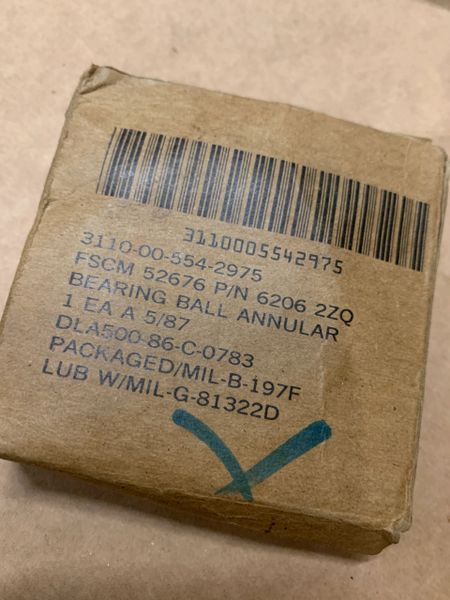 3110005542975
3110-00-554-2975
FSCM 52676 P/N 6206 2ZQ
BEARING BALL ANNULAR
1 EA A 5/87
DLA500-86-C-0783
PACKAGED/MIL-B-197F
LUB W/MIL-G-81322D